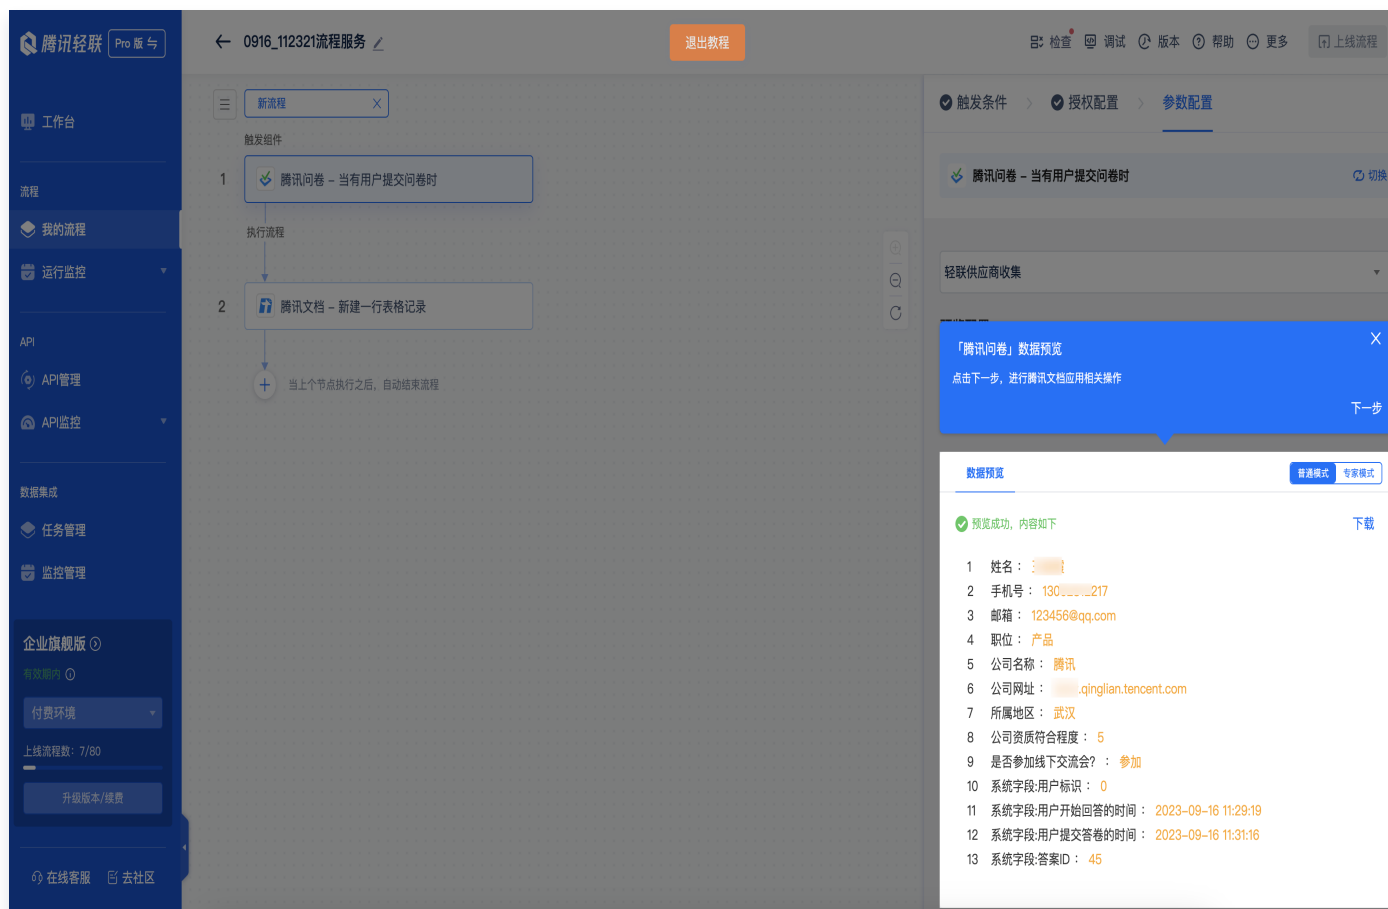 腾讯轻联 Pro 版
0916_112321流程服务
退出教程
检查 调试 版本 帮助 更多 上线流程
工作台
流程
我的流程
运行监控
API
API管理
API监控
数据集成
任务管理
监控管理
企业旗舰版
有效期内
付费环境
上线流程数：7/80
升级版本/续费
在线客服 去社区
新流程 X
触发组件
1 腾讯问卷 – 当有用户提交问卷时
执行流程
2 腾讯文档 – 新建一行表格记录
当上个节点执行之后，自动结束流程
触发条件 授权配置 参数配置
腾讯问卷 – 当有用户提交问卷时 切换
轻联供应商收集
「腾讯问卷」数据预览
点击下一步，进行腾讯文档应用相关操作
下一步
数据预览 普通模式 专家模式
预览成功，内容如下 下载
1 姓名：
2 手机号： 130 217
3 邮箱： 123456@qq.com
4 职位： 产品
5 公司名称： 腾讯
6 公司网址： .qinglian.tencent.com
7 所属地区： 武汉
8 公司资质符合程度： 5
9 是否参加线下交流会? ： 参加
10 系统字段:用户标识： 0
11 系统字段:用户开始回答的时间： 2023–09–16 11:29:19
12 系统字段:用户提交答卷的时间： 2023–09–16 11:31:16
13 系统字段:答案ID： 45